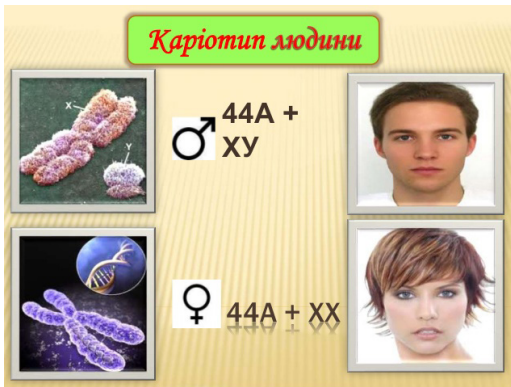 Каріотип людини
X
Y
44А +
ХУ
44А + ХХ